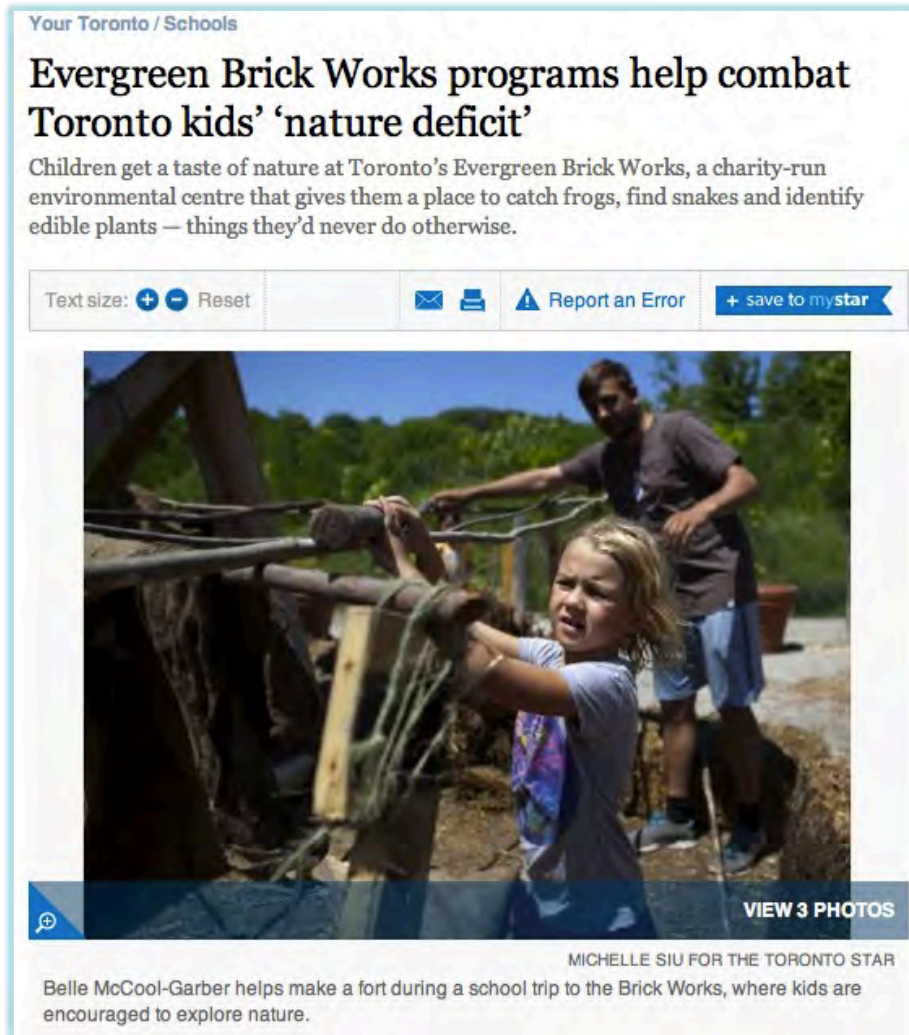 Your Toronto / Schools
Evergreen Brick Works programs help combat
Toronto kids’ ‘nature deficit’
Children get a taste of nature at Toronto’s Evergreen Brick Works, a charity-run
environmental centre that gives them a place to catch frogs, find snakes and identify
edible plants — things they’d never do otherwise.
Text size: + - Reset Report an Error + save to mystar
VIEW 3 PHOTOS
MICHELLE SIU FOR THE TORONTO STAR
Belle McCool-Garber helps make a fort during a school trip to the Brick Works, where kids are
encouraged to explore nature.